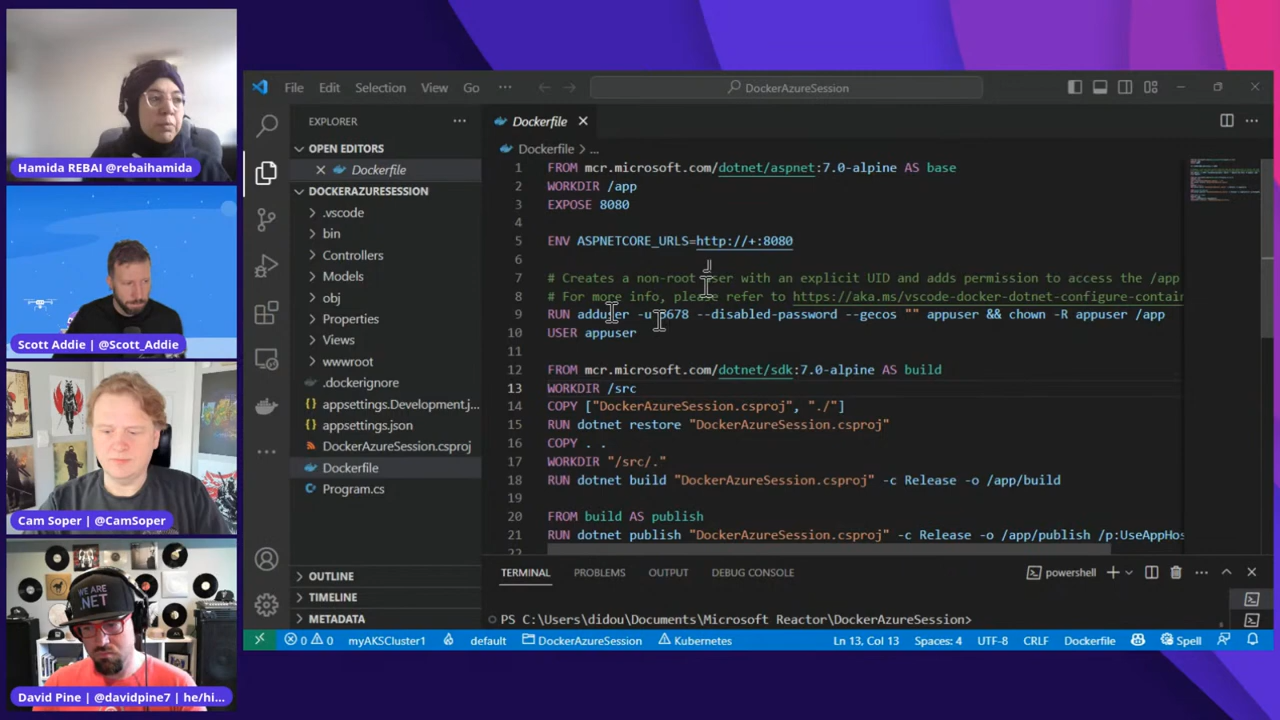 Hamida REBAI @rebaihamida
Scott Addie | @Scott_Addie
Cam Soper | @CamSoper
WE ARE
.NET
David Pine | @davidpine7 | he/hi...
File Edit Selection View Go ... DockerAzureSession
EXPLORER ...
OPEN EDITORS
Dockerfile
DOCKERAZURESESSION
.vscode
bin
Controllers
Models
obj
Properties
Views
wwwroot
.dockerignore
appsettings.Development.j...
appsettings.json
DockerAzureSession.csproj
Dockerfile
Program.cs
OUTLINE
TIMELINE
METADATA
Dockerfile
Dockerfile > ...
1 FROM mcr.microsoft.com/dotnet/aspnet:7.0-alpine AS base
2 WORKDIR /app
3 EXPOSE 8080
4
5 ENV ASPNETCORE_URLS=http://+:8080
6
7 # Creates a non-root user with an explicit UID and adds permission to access the /app
8 # For more info, please refer to https://aka.ms/vscode-docker-dotnet-configure-contain
9 RUN adduser -u 5678 --disabled-password --gecos "" appuser && chown -R appuser /app
10 USER appuser
11
12 FROM mcr.microsoft.com/dotnet/sdk:7.0-alpine AS build
13 WORKDIR /src
14 COPY ["DockerAzureSession.csproj", "./"]
15 RUN dotnet restore "DockerAzureSession.csproj"
16 COPY . .
17 WORKDIR "/src/."
18 RUN dotnet build "DockerAzureSession.csproj" -c Release -o /app/build
19
20 FROM build AS publish
21 RUN dotnet publish "DockerAzureSession.csproj" -c Release -o /app/publish /p:UseAppHos
22
TERMINAL PROBLEMS OUTPUT DEBUG CONSOLE powershell
PS C:\Users\didou\Documents\Microsoft Reactor\DockerAzureSession>
0 0 myAKSCluster1 default DockerAzureSession Kubernetes Ln 13, Col 13 Spaces: 4 UTF-8 CRLF Dockerfile Spell